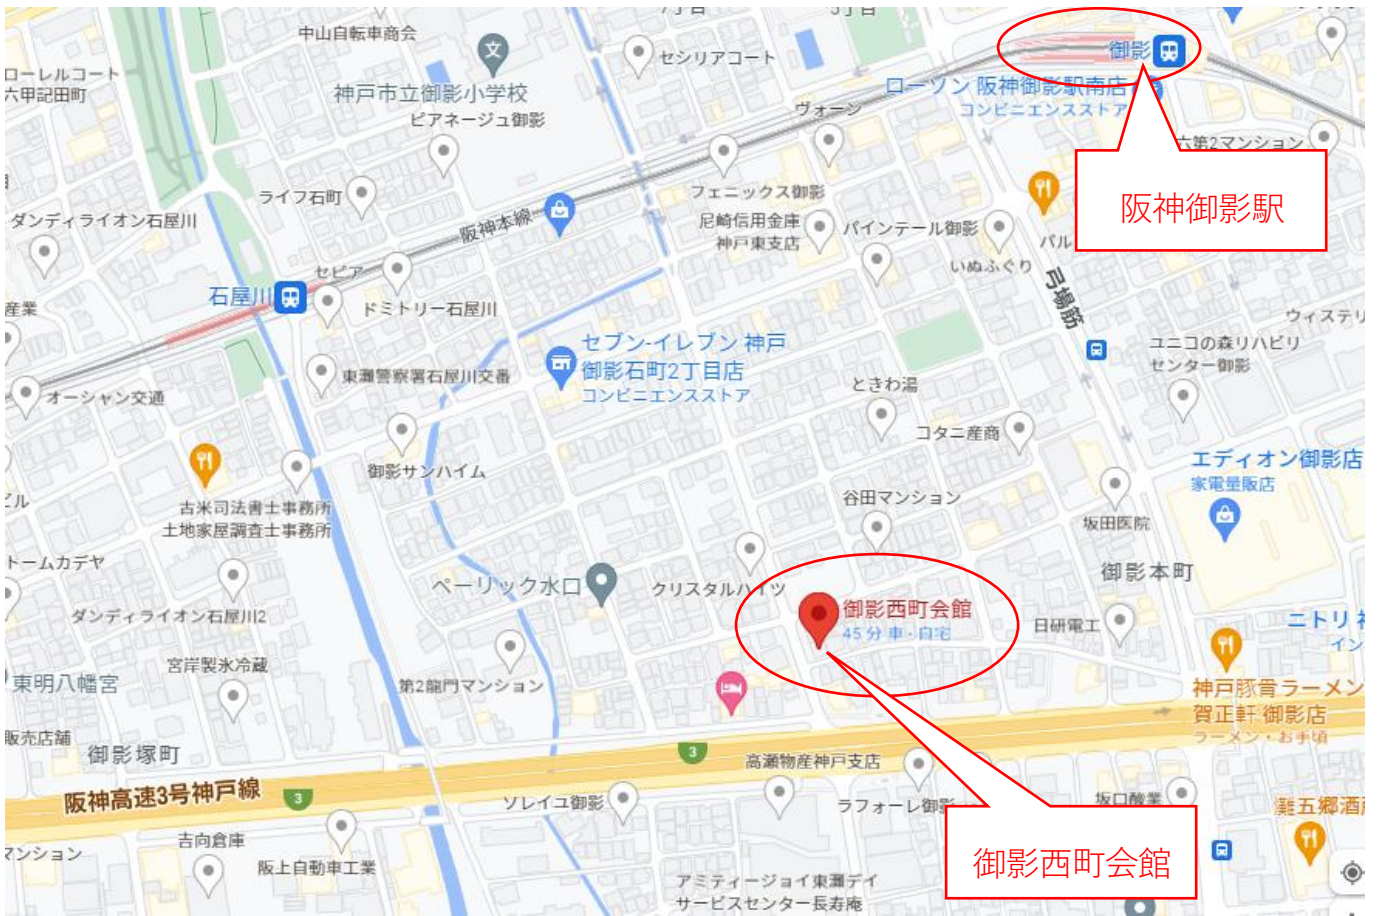 中山自転車商会
セシリアコート
御影
ローレルコート
六甲記田町
神戸市立御影小学校
ピアネージュ御影
ローソン 阪神御影駅南店
コンビニエンスストア
ヴォーン
六第2マンション
阪神御影駅
ライフ石町
フェニックス御影
ダンディライオン石屋川
阪神本線
尼崎信用金庫
神戸東支店
パインテール御影
いぬふぐり
パル
弓場筋
セピア
石屋川
ドミトリー石屋川
産業
ウィステリ
セブン-イレブン 神戸
御影石町2丁目店
コンビニエンスストア
ユニコの森リハビリ
センター御影
東灘警察署石屋川交番
ときわ湯
オーシャン交通
コタニ産商
御影サンハイム
エディオン御影店
家電量販店
ビル
古米司法書士事務所
土地家屋調査士事務所
谷田マンション
坂田医院
トームカデヤ
ペーリック水口
クリスタルハイツ
御影本町
ダンディライオン石屋川2
御影西町会館
45 分 車・自宅
日研電工
ニトリ 神
イン
宮岸製氷冷蔵
東明八幡宮
第2龍門マンション
神戸豚骨ラーメン
賀正軒 御影店
ラーメン・お手頃
販売店舗
御影塚町
3
高瀬物産神戸支店
阪神高速3号神戸線
3
ソレイユ御影
ラフォーレ御影
坂口酸業
灘五郷酒
吉向倉庫
マンション
阪上自動車工業
御影西町会館
アミティージョイ東灘デイ
サービスセンター長寿庵